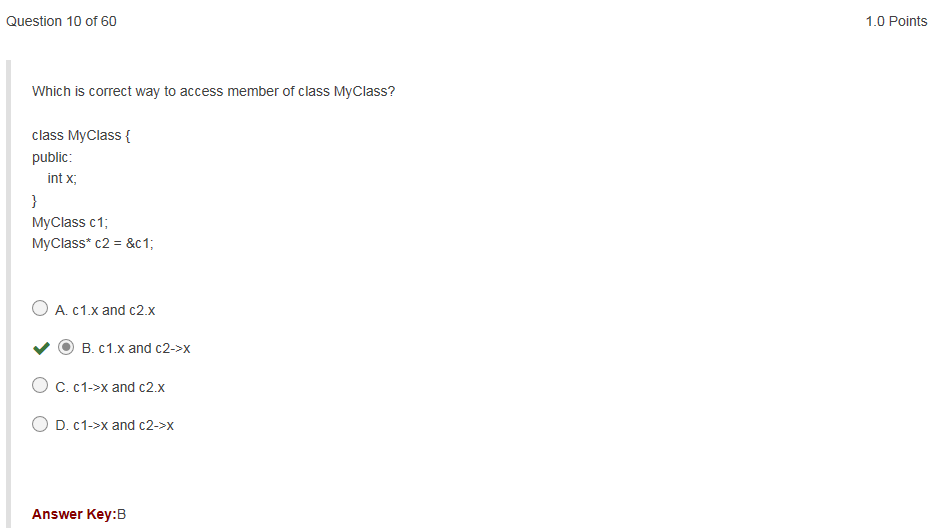 Question 10 of 60
1.0 Points
Which is correct way to access member of class MyClass?
class MyClass {
public:
int x;
}
MyClass c1;
MyClass* c2 = &c1;
A. c1.x and c2.x
B. c1.x and c2->x
C. c1->x and c2.x
D. c1->x and c2->x
Answer Key:B